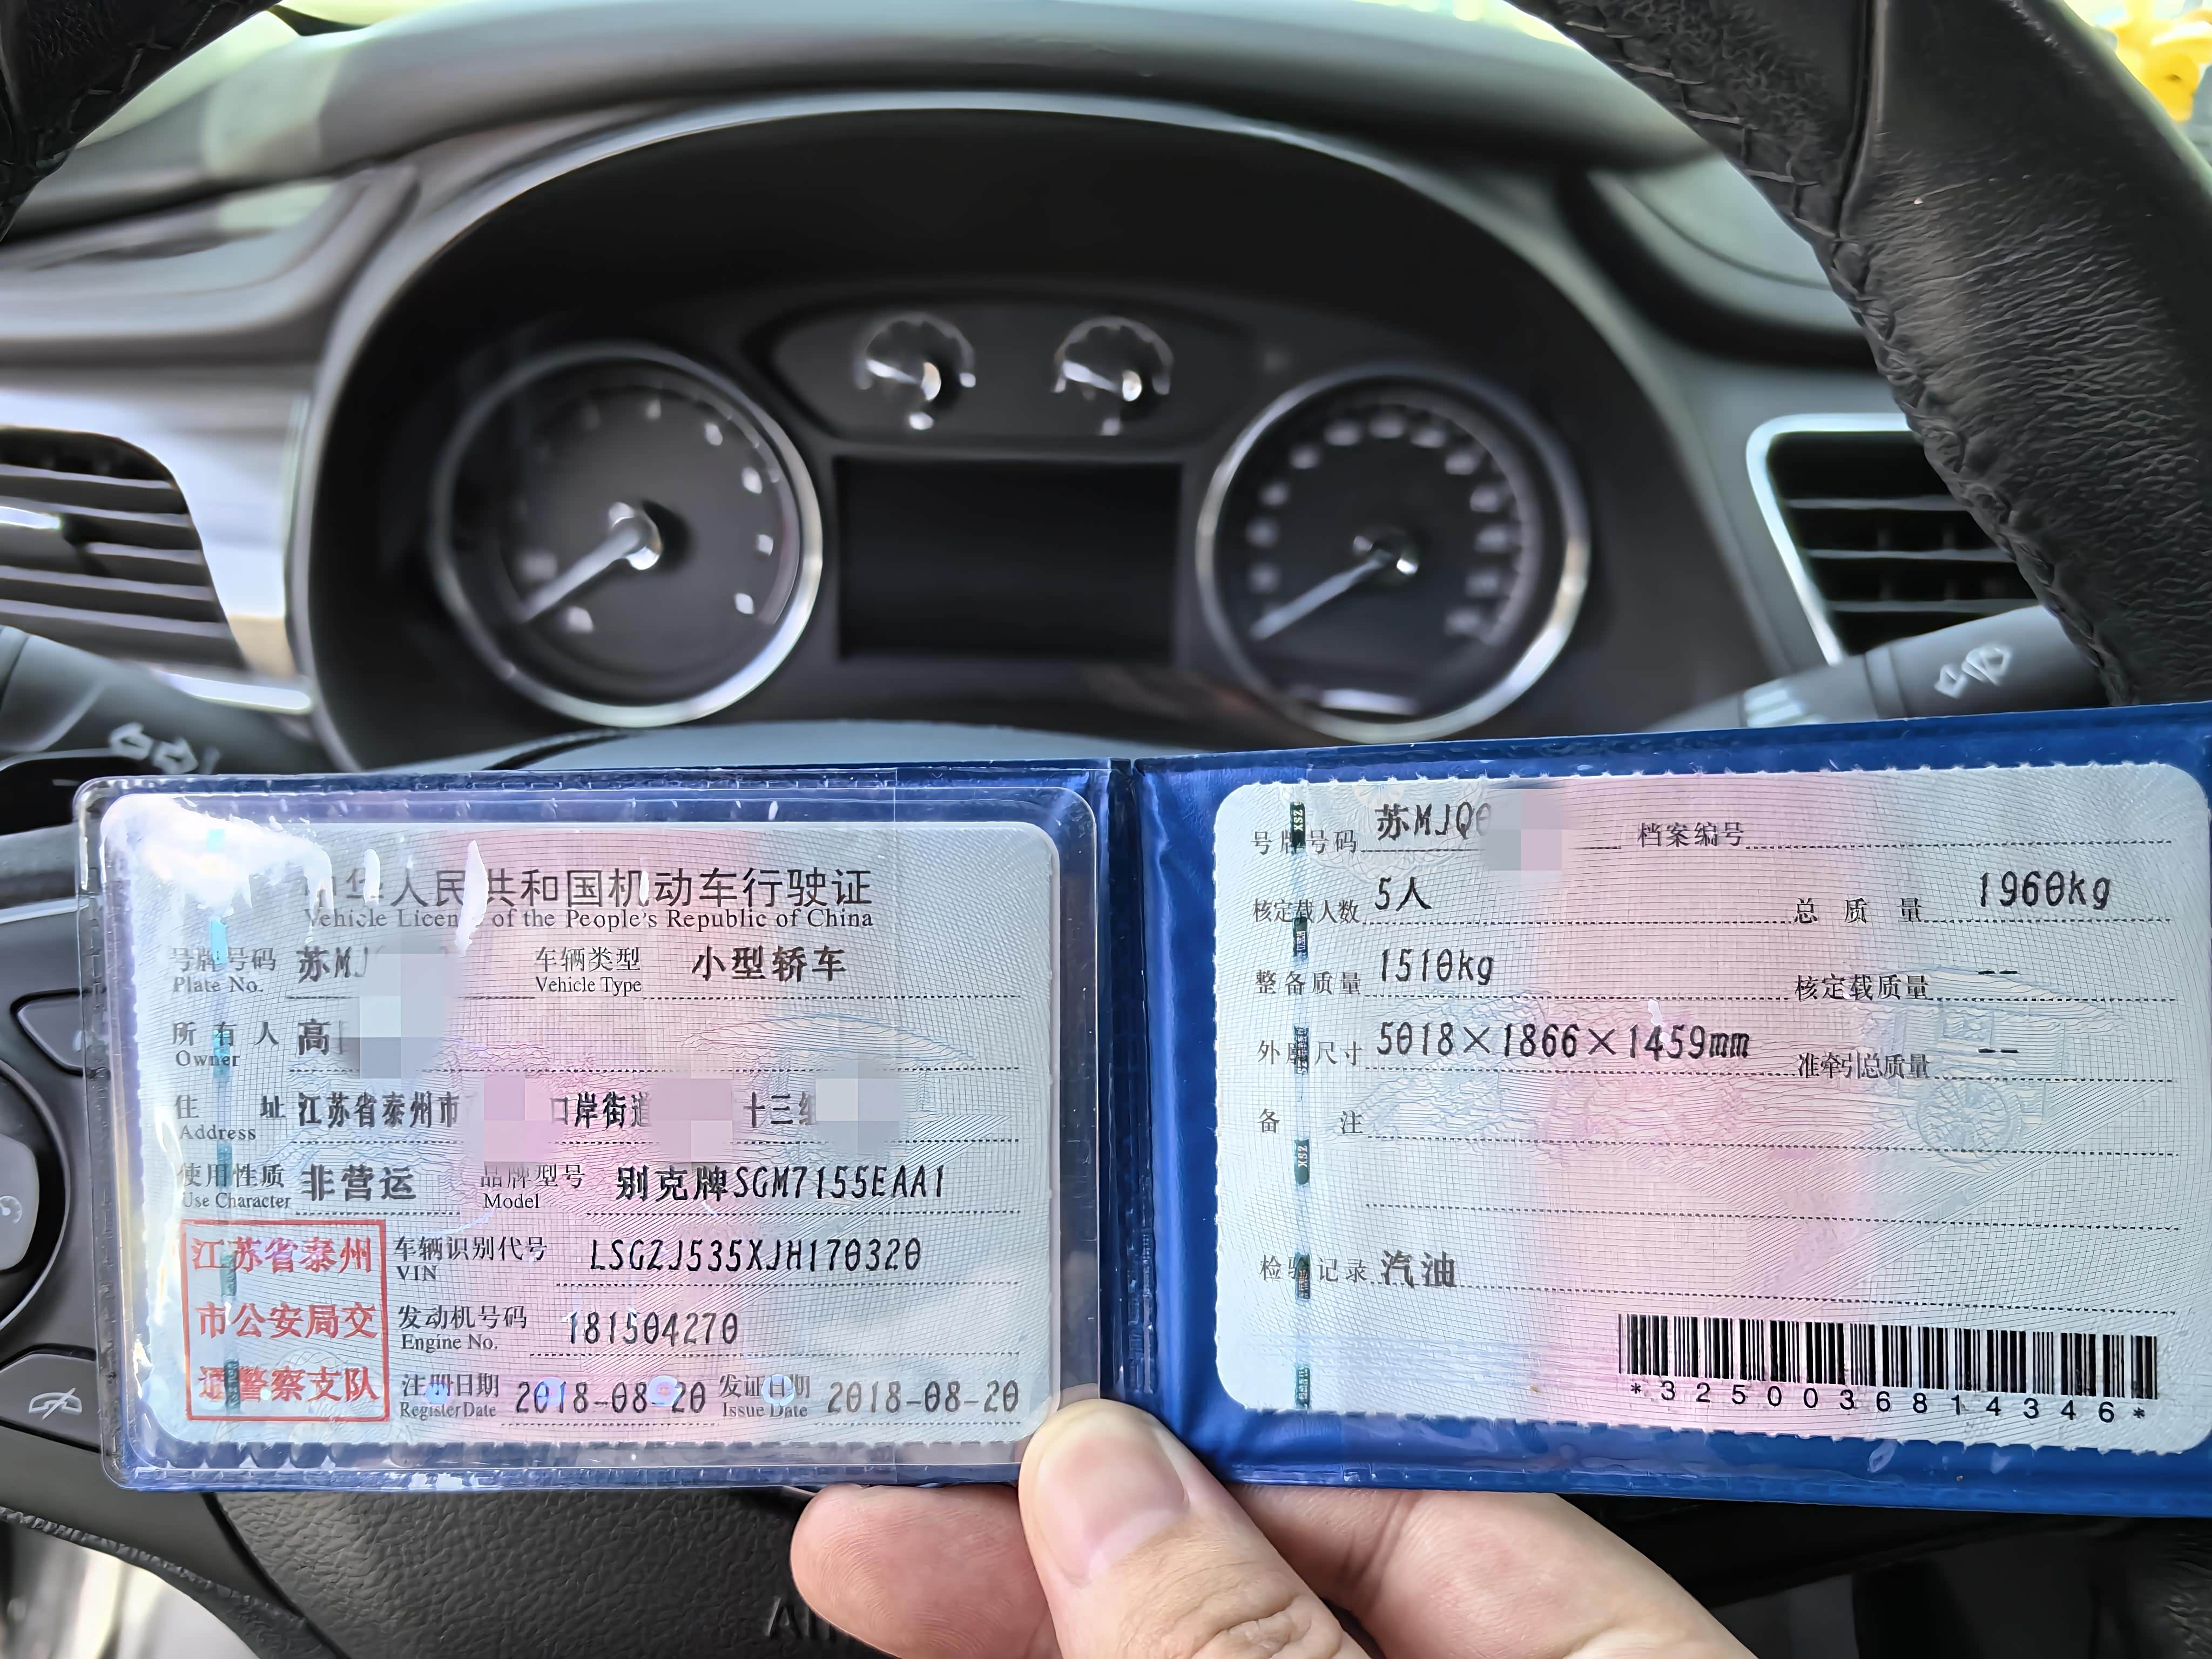 中华人民共和国机动车行驶证
Vehicle License of the People's Republic of China
号牌号码 苏MJ 车辆类型 小型轿车
Plate No. Vehicle Type
所有人 高
Owner
住址 江苏省泰州市 口岸街道 十三组
Address
使用性质 非营运 品牌型号 别克牌SGM7155EAA1
Use Character Model
江苏省泰州
市公安局交
通警察支队
车辆识别代号 LSGZJ535XJH170320
VIN
发动机号码 181504270
Engine No.
注册日期 2018-08-20 发证日期 2018-08-20
Register Date Issue Date
号牌号码 苏MJQ0 档案编号
核定载人数 5人 总质量 1960kg
整备质量 1510kg 核定载质量 --
外廓尺寸 5018×1866×1459mm 准牵引总质量 --
备注
检验记录 汽油
*3250036814346*